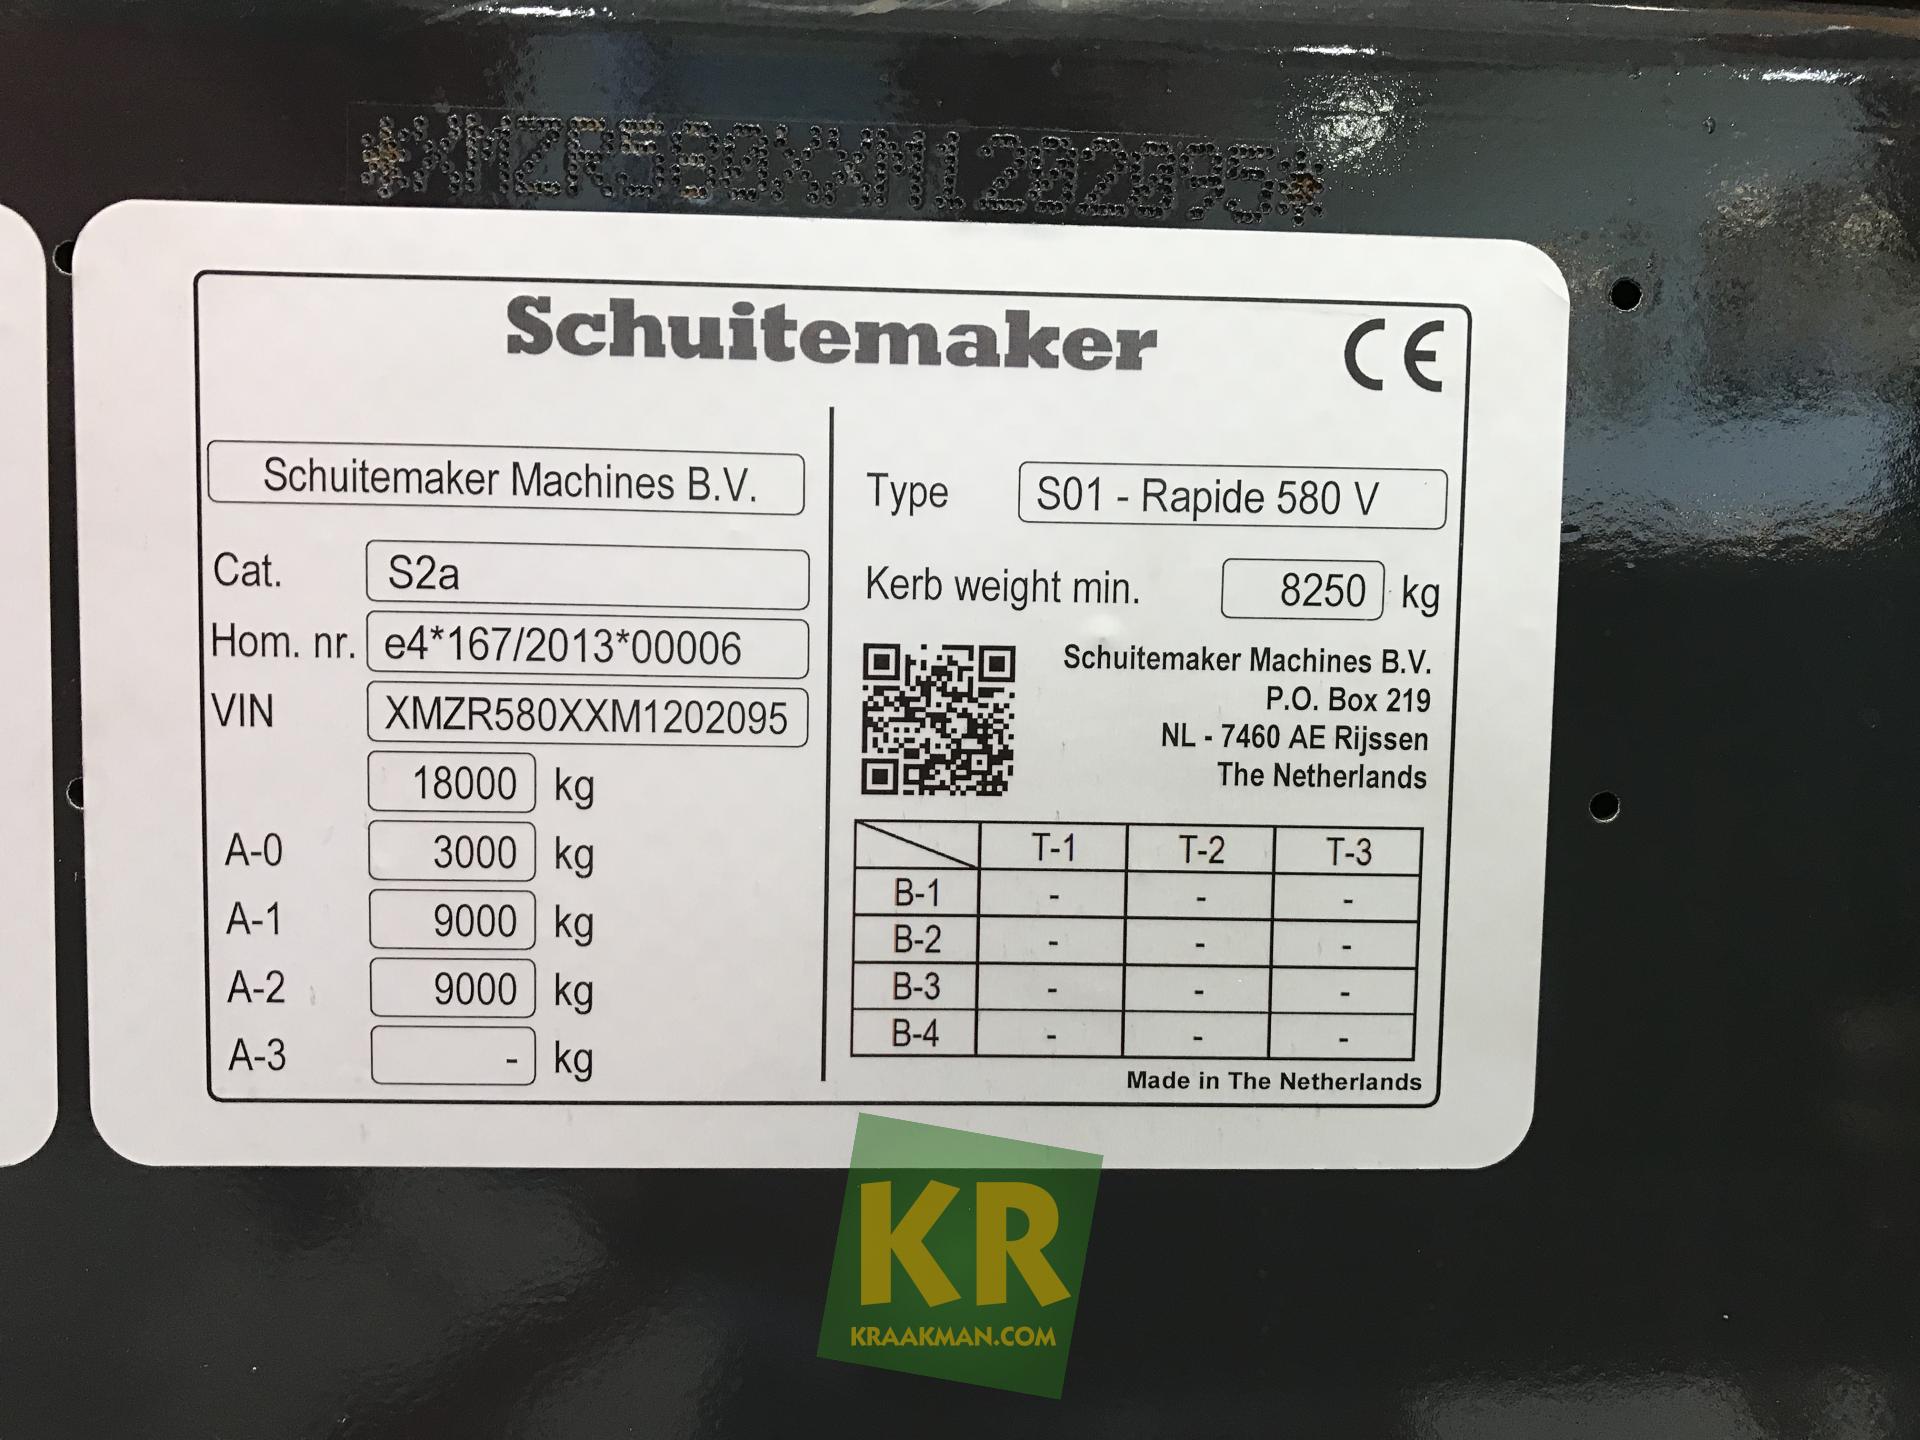 *XMZR580XXM1202095*
Schuitemaker CE
Schuitemaker Machines B.V.
Cat. S2a
Hom. nr. e4*167/2013*00006
VIN XMZR580XXM1202095
18000 kg
A-0 3000 kg
A-1 9000 kg
A-2 9000 kg
A-3 - kg
Type S01 - Rapide 580 V
Kerb weight min. 8250 kg
Schuitemaker Machines B.V.
P.O. Box 219
NL - 7460 AE Rijssen
The Netherlands
T-1 T-2 T-3
B-1 - - -
B-2 - - -
B-3 - - -
B-4 - - -
Made in The Netherlands
KR
KRAAKMAN.COM